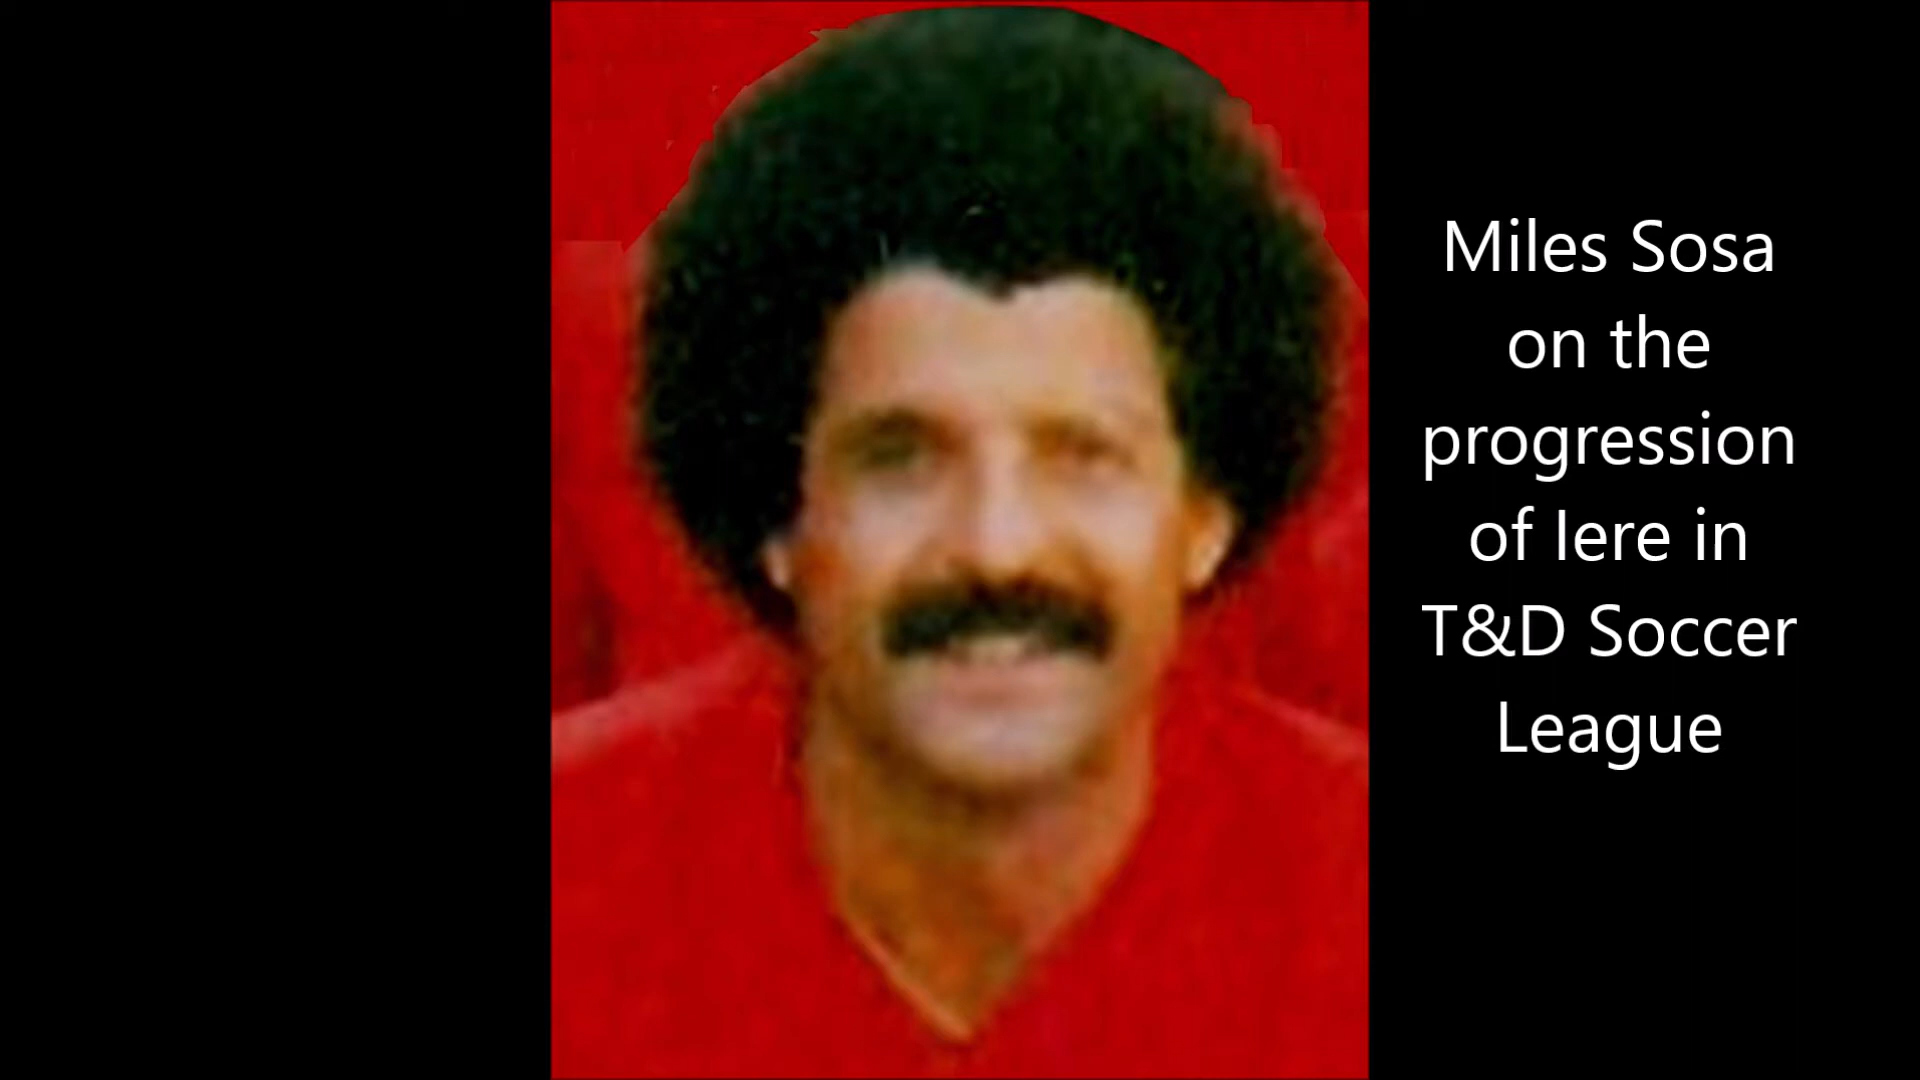 Miles Sosa
on the
progression
of Iere in
T&D Soccer
League